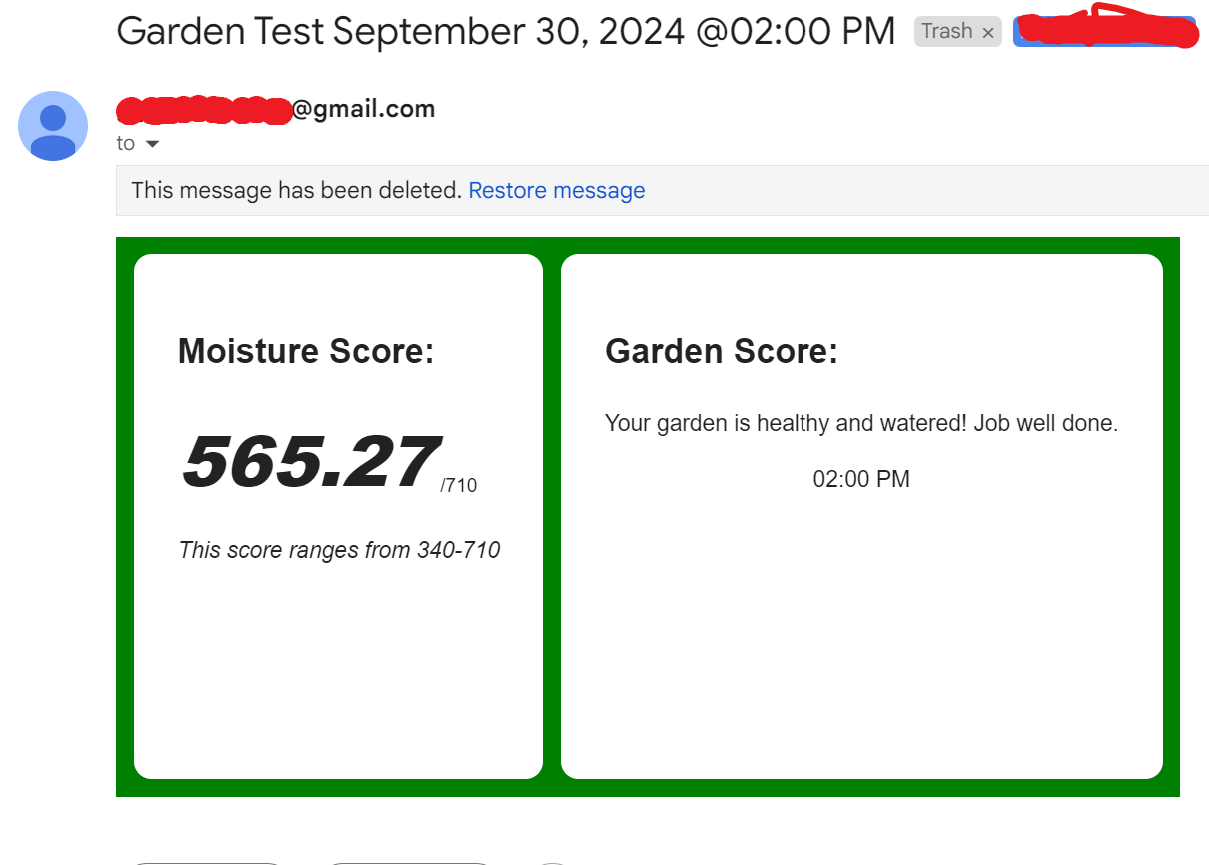 Garden Test September 30, 2024 @02:00 PM Trash ×
@gmail.com
to
This message has been deleted. Restore message
Moisture Score:
565.27/710
This score ranges from 340-710
Garden Score:
Your garden is healthy and watered! Job well done.
02:00 PM